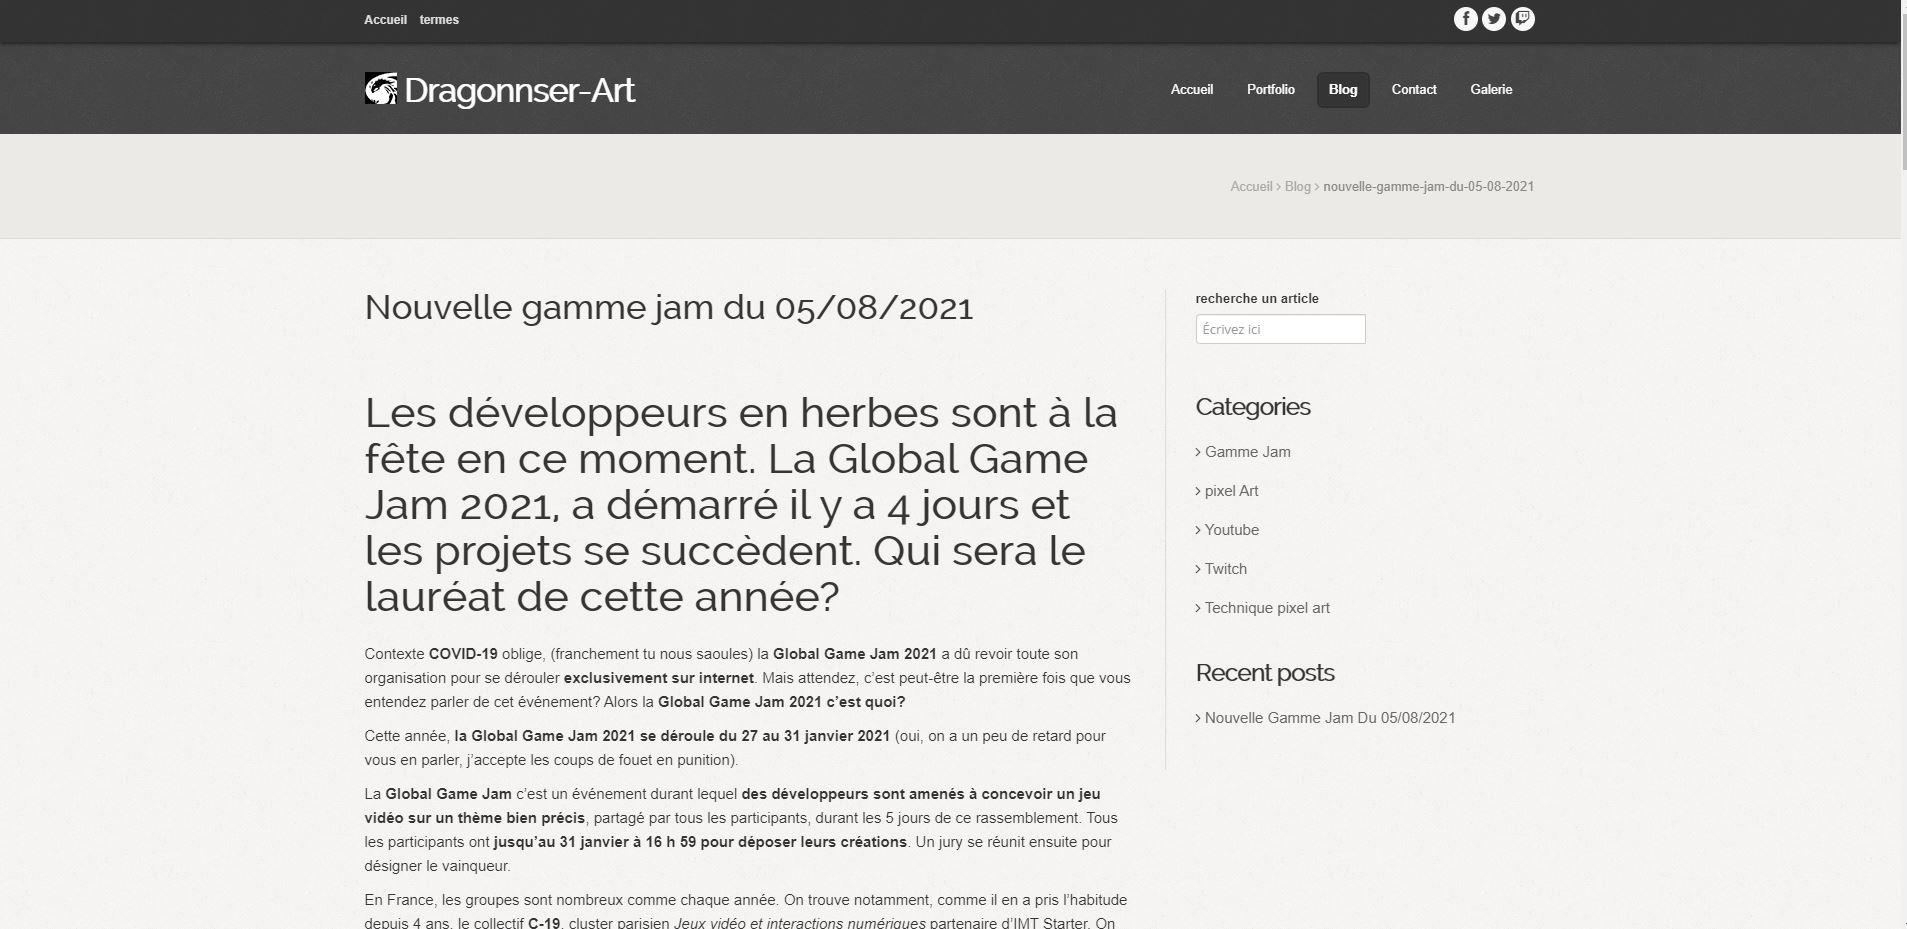 Accueil termes
Dragonnser-Art
Accueil Portfolio Blog Contact Galerie
Accueil > Blog > nouvelle-gamme-jam-du-05-08-2021
Nouvelle gamme jam du 05/08/2021
Les développeurs en herbes sont à la
fête en ce moment. La Global Game
Jam 2021, a démarré il y a 4 jours et
les projets se succèdent. Qui sera le
lauréat de cette année?
Contexte COVID-19 oblige, (franchement tu nous saoules) la Global Game Jam 2021 a dû revoir toute son
organisation pour se dérouler exclusivement sur internet. Mais attendez, c’est peut-être la première fois que vous
entendez parler de cet événement? Alors la Global Game Jam 2021 c’est quoi?
Cette année, la Global Game Jam 2021 se déroule du 27 au 31 janvier 2021 (oui, on a un peu de retard pour
vous en parler, j’accepte les coups de fouet en punition).
La Global Game Jam c’est un événement durant lequel des développeurs sont amenés à concevoir un jeu
vidéo sur un thème bien précis, partagé par tous les participants, durant les 5 jours de ce rassemblement. Tous
les participants ont jusqu’au 31 janvier à 16 h 59 pour déposer leurs créations. Un jury se réunit ensuite pour
désigner le vainqueur.
En France, les groupes sont nombreux comme chaque année. On trouve notamment, comme il en a pris l’habitude
depuis 4 ans, le collectif C-19, cluster parisien Jeux vidéo et interactions numériques partenaire d’IMT Starter. On
recherche un article
Écrivez ici
Categories
> Gamme Jam
> pixel Art
> Youtube
> Twitch
> Technique pixel art
Recent posts
> Nouvelle Gamme Jam Du 05/08/2021